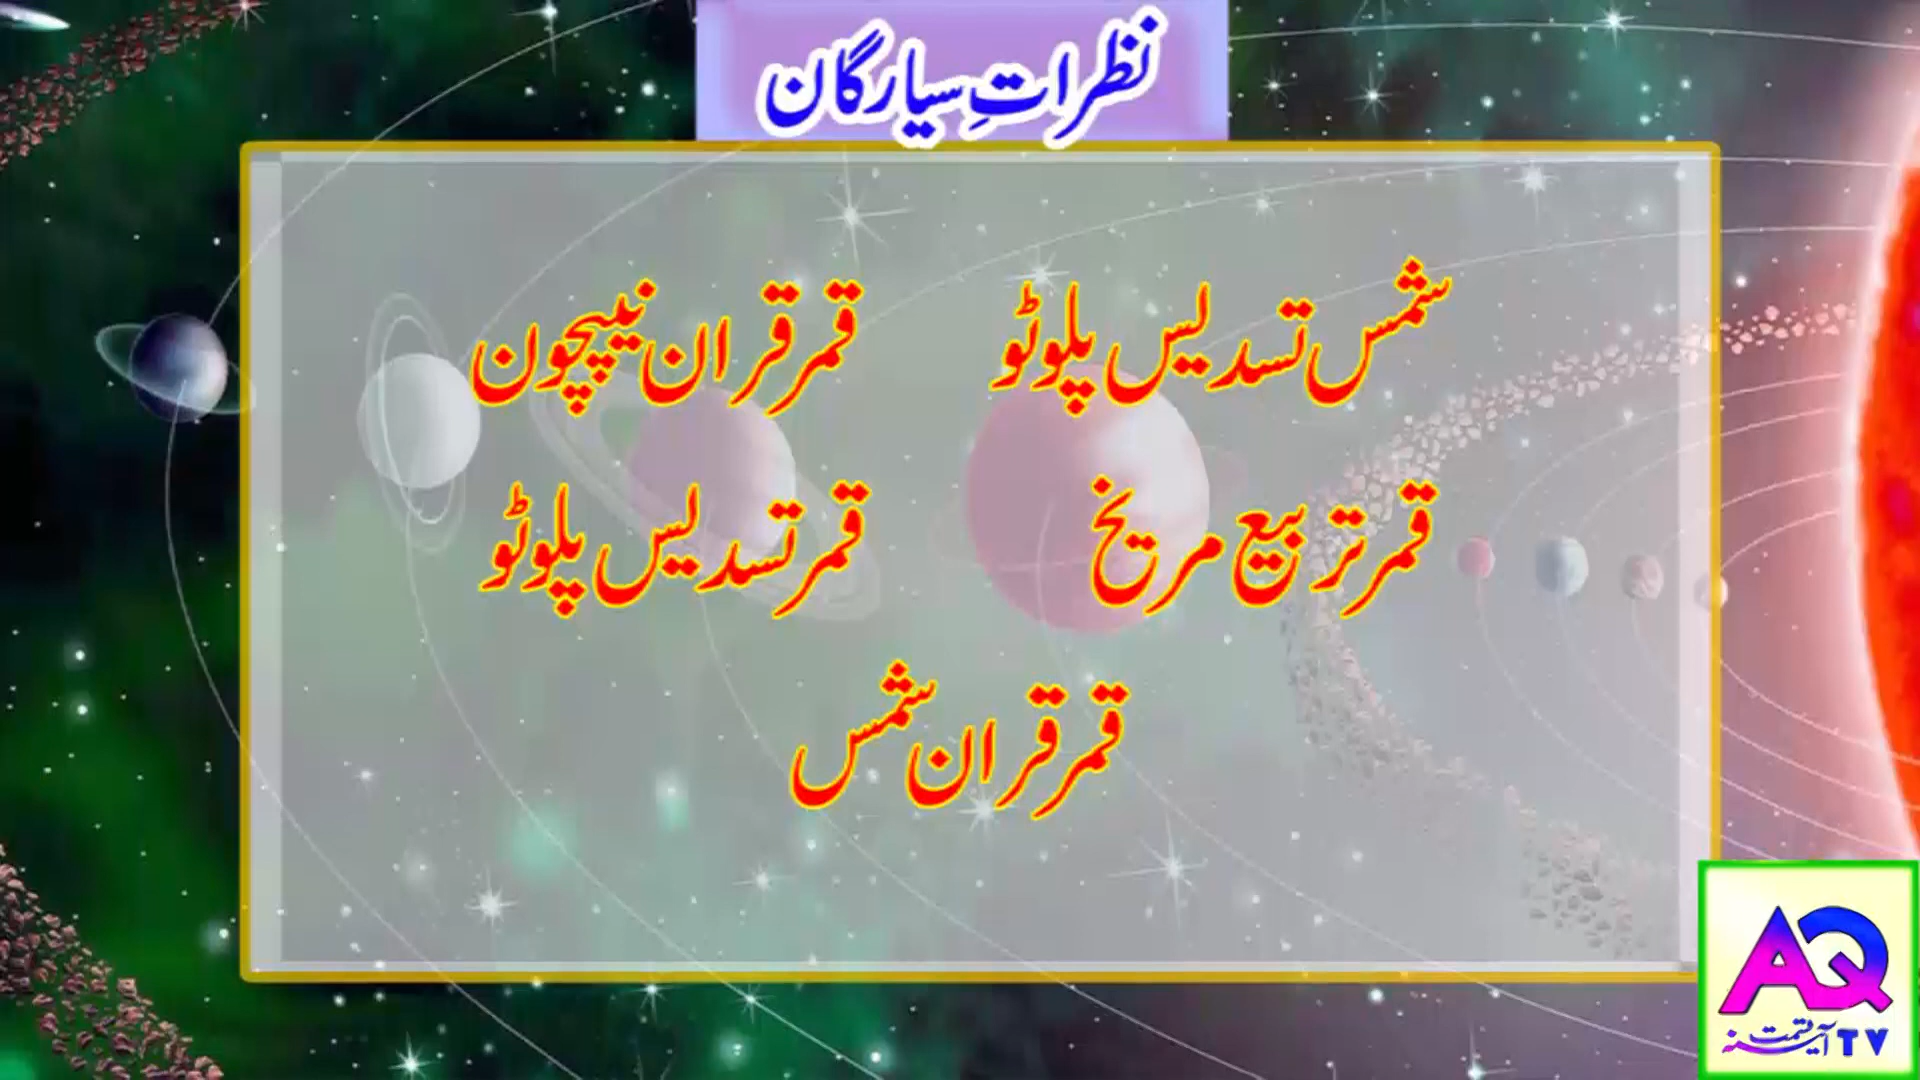 نظراتِ سیارگان
شمس تسدیس پلوٹو
قمر قران نیپچون
قمر تربیع مریخ
قمر تسدیس پلوٹو
قمر قران شمس
AQ
آئینہ قسمت TV